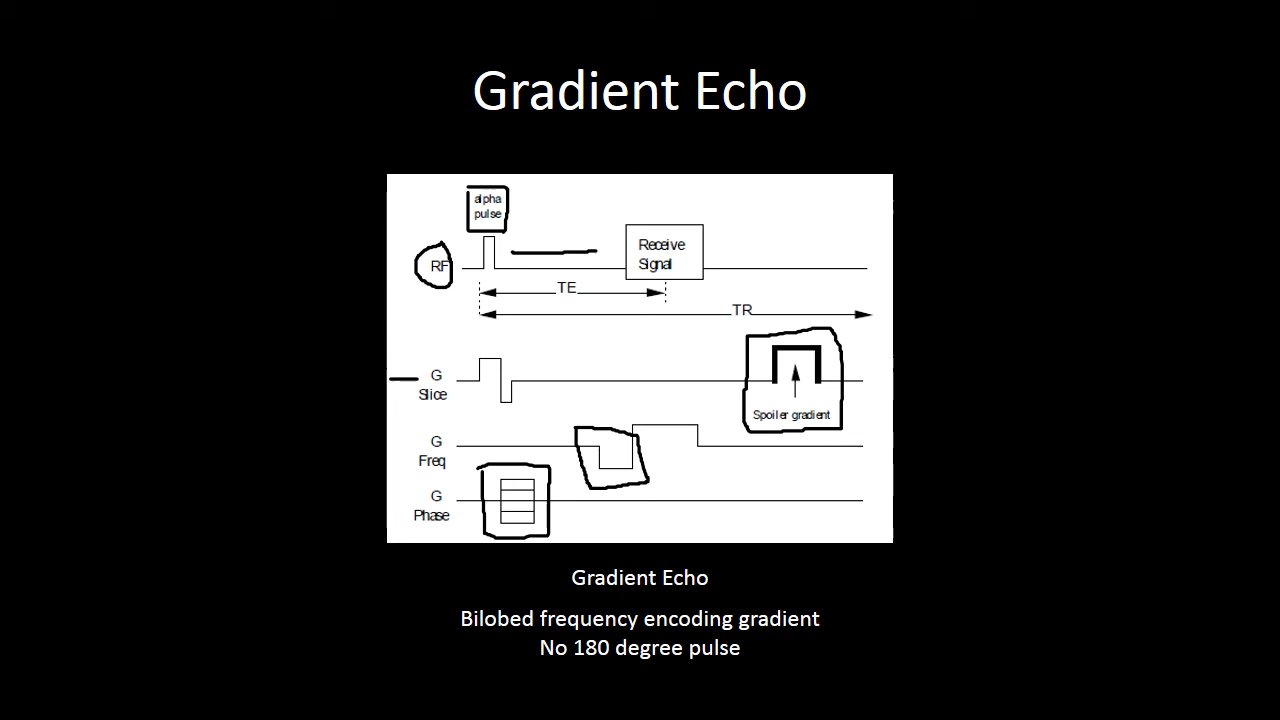 Gradient Echo
alpha
pulse
RF
Receive
Signal
TE
TR
G
Slice
Spoiler gradient
G
Freq
G
Phase
Gradient Echo
Bilobed frequency encoding gradient
No 180 degree pulse